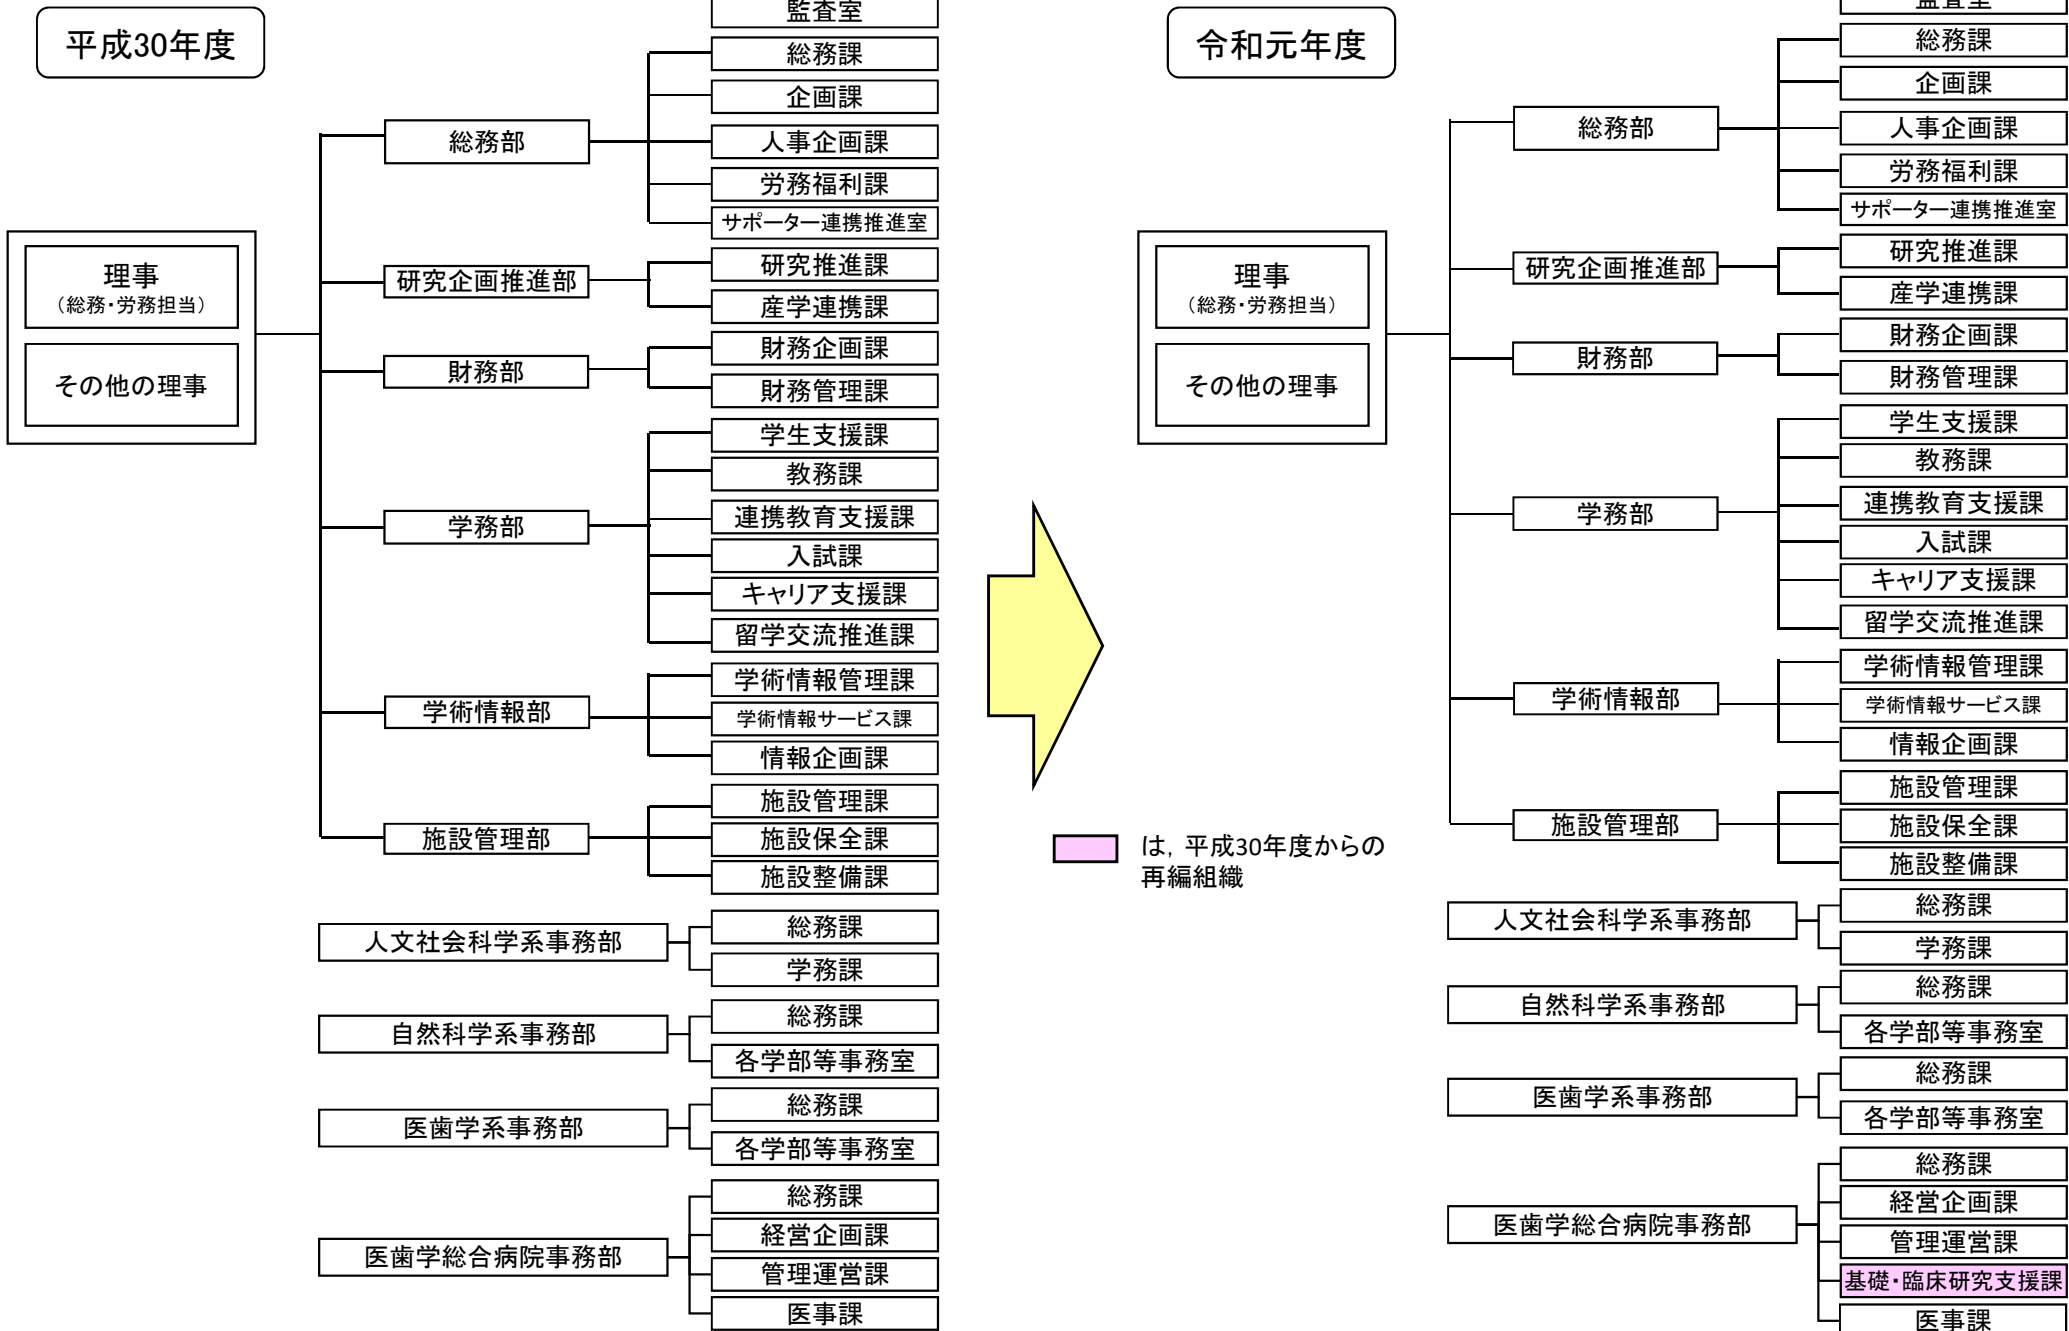 平成30年度
監査室
総務課
企画課
総務部
人事企画課
労務福利課
サポーター連携推進室
理事
（総務・労務担当）
その他の理事
研究企画推進部
研究推進課
産学連携課
財務部
財務企画課
財務管理課
学務部
学生支援課
教務課
連携教育支援課
入試課
キャリア支援課
留学交流推進課
学術情報部
学術情報管理課
学術情報サービス課
情報企画課
施設管理部
施設管理課
施設保全課
施設整備課
人文社会科学系事務部
総務課
学務課
自然科学系事務部
総務課
各学部等事務室
医歯学系事務部
総務課
各学部等事務室
医歯学総合病院事務部
総務課
経営企画課
管理運営課
医事課
は，平成30年度からの
再編組織
令和元年度
監査室
総務課
企画課
総務部
人事企画課
労務福利課
サポーター連携推進室
理事
（総務・労務担当）
その他の理事
研究企画推進部
研究推進課
産学連携課
財務部
財務企画課
財務管理課
学務部
学生支援課
教務課
連携教育支援課
入試課
キャリア支援課
留学交流推進課
学術情報部
学術情報管理課
学術情報サービス課
情報企画課
施設管理部
施設管理課
施設保全課
施設整備課
人文社会科学系事務部
総務課
学務課
自然科学系事務部
総務課
各学部等事務室
医歯学系事務部
総務課
各学部等事務室
医歯学総合病院事務部
総務課
経営企画課
管理運営課
基礎・臨床研究支援課
医事課